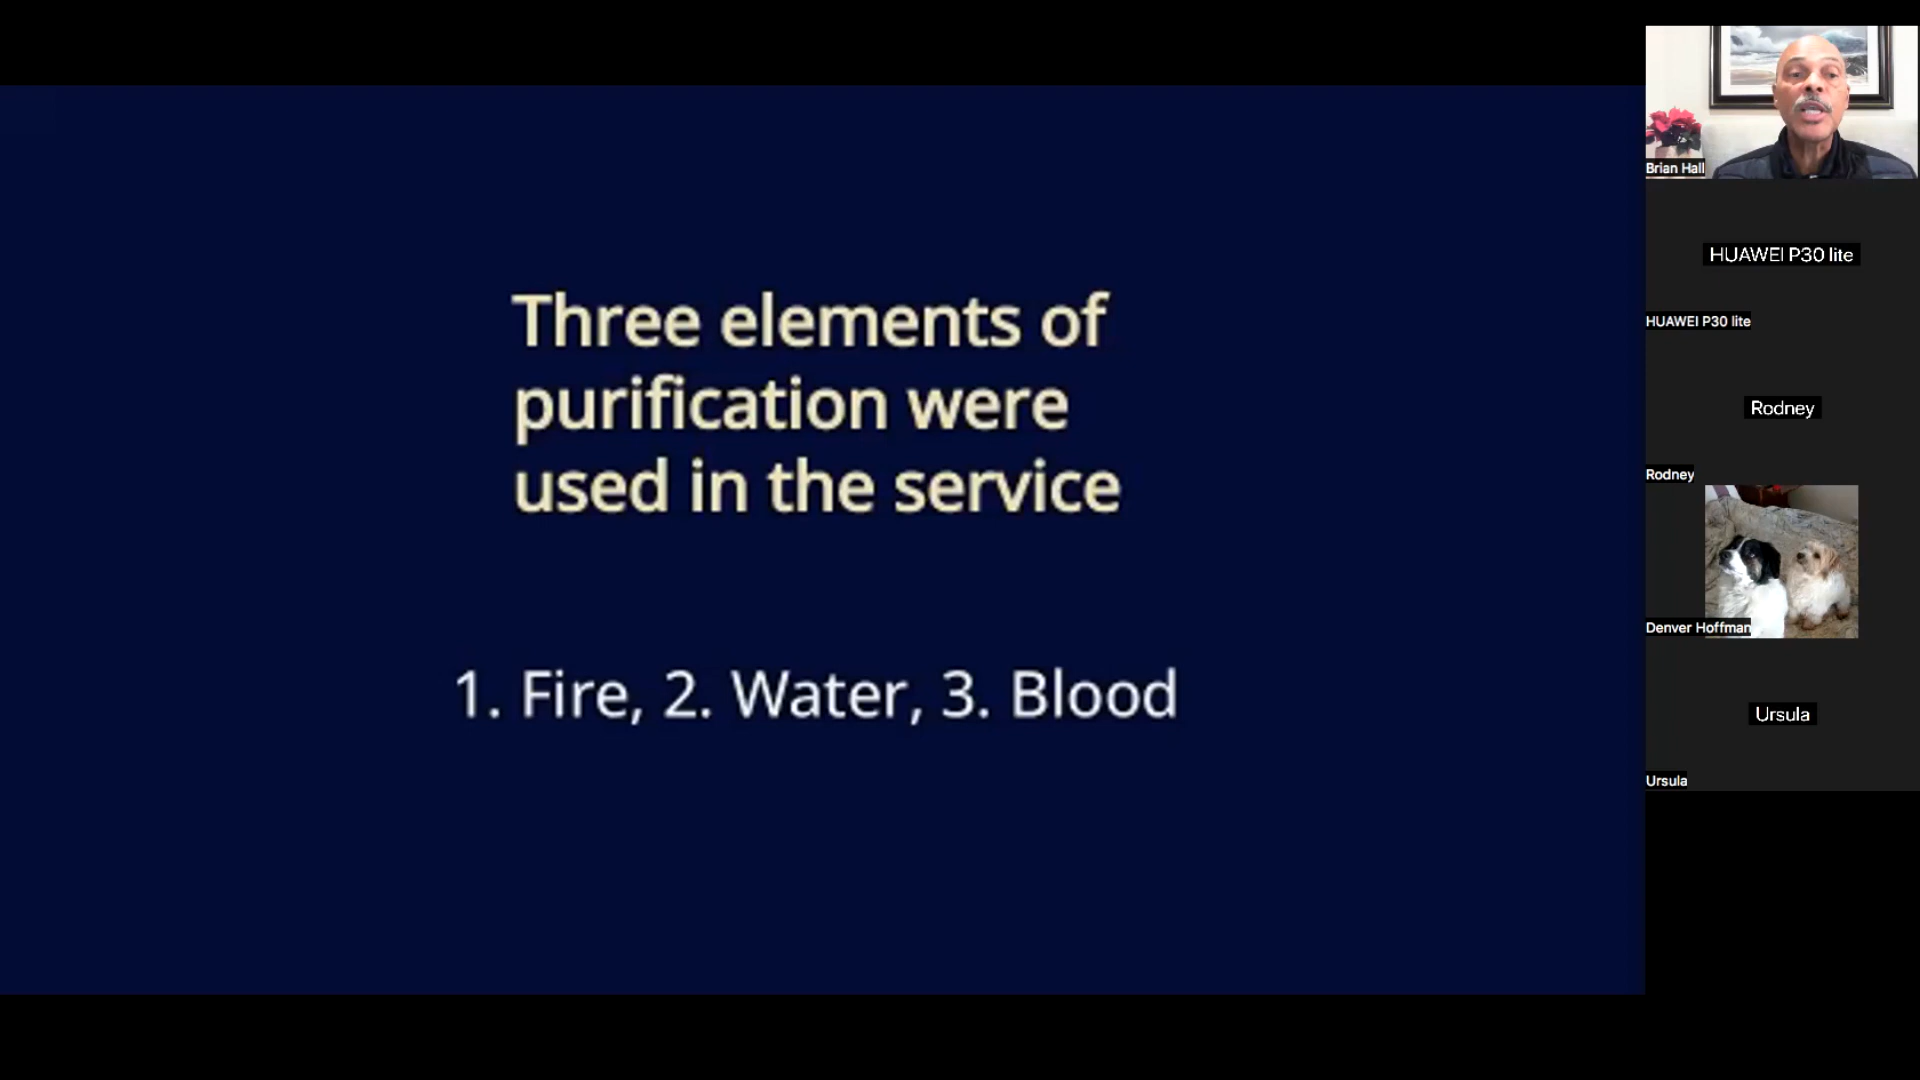 Three elements of
purification were
used in the service
1. Fire, 2. Water, 3. Blood
Brian Hall
HUAWEI P30 lite
HUAWEI P30 lite
Rodney
Rodney
Denver Hoffman
Ursula
Ursula